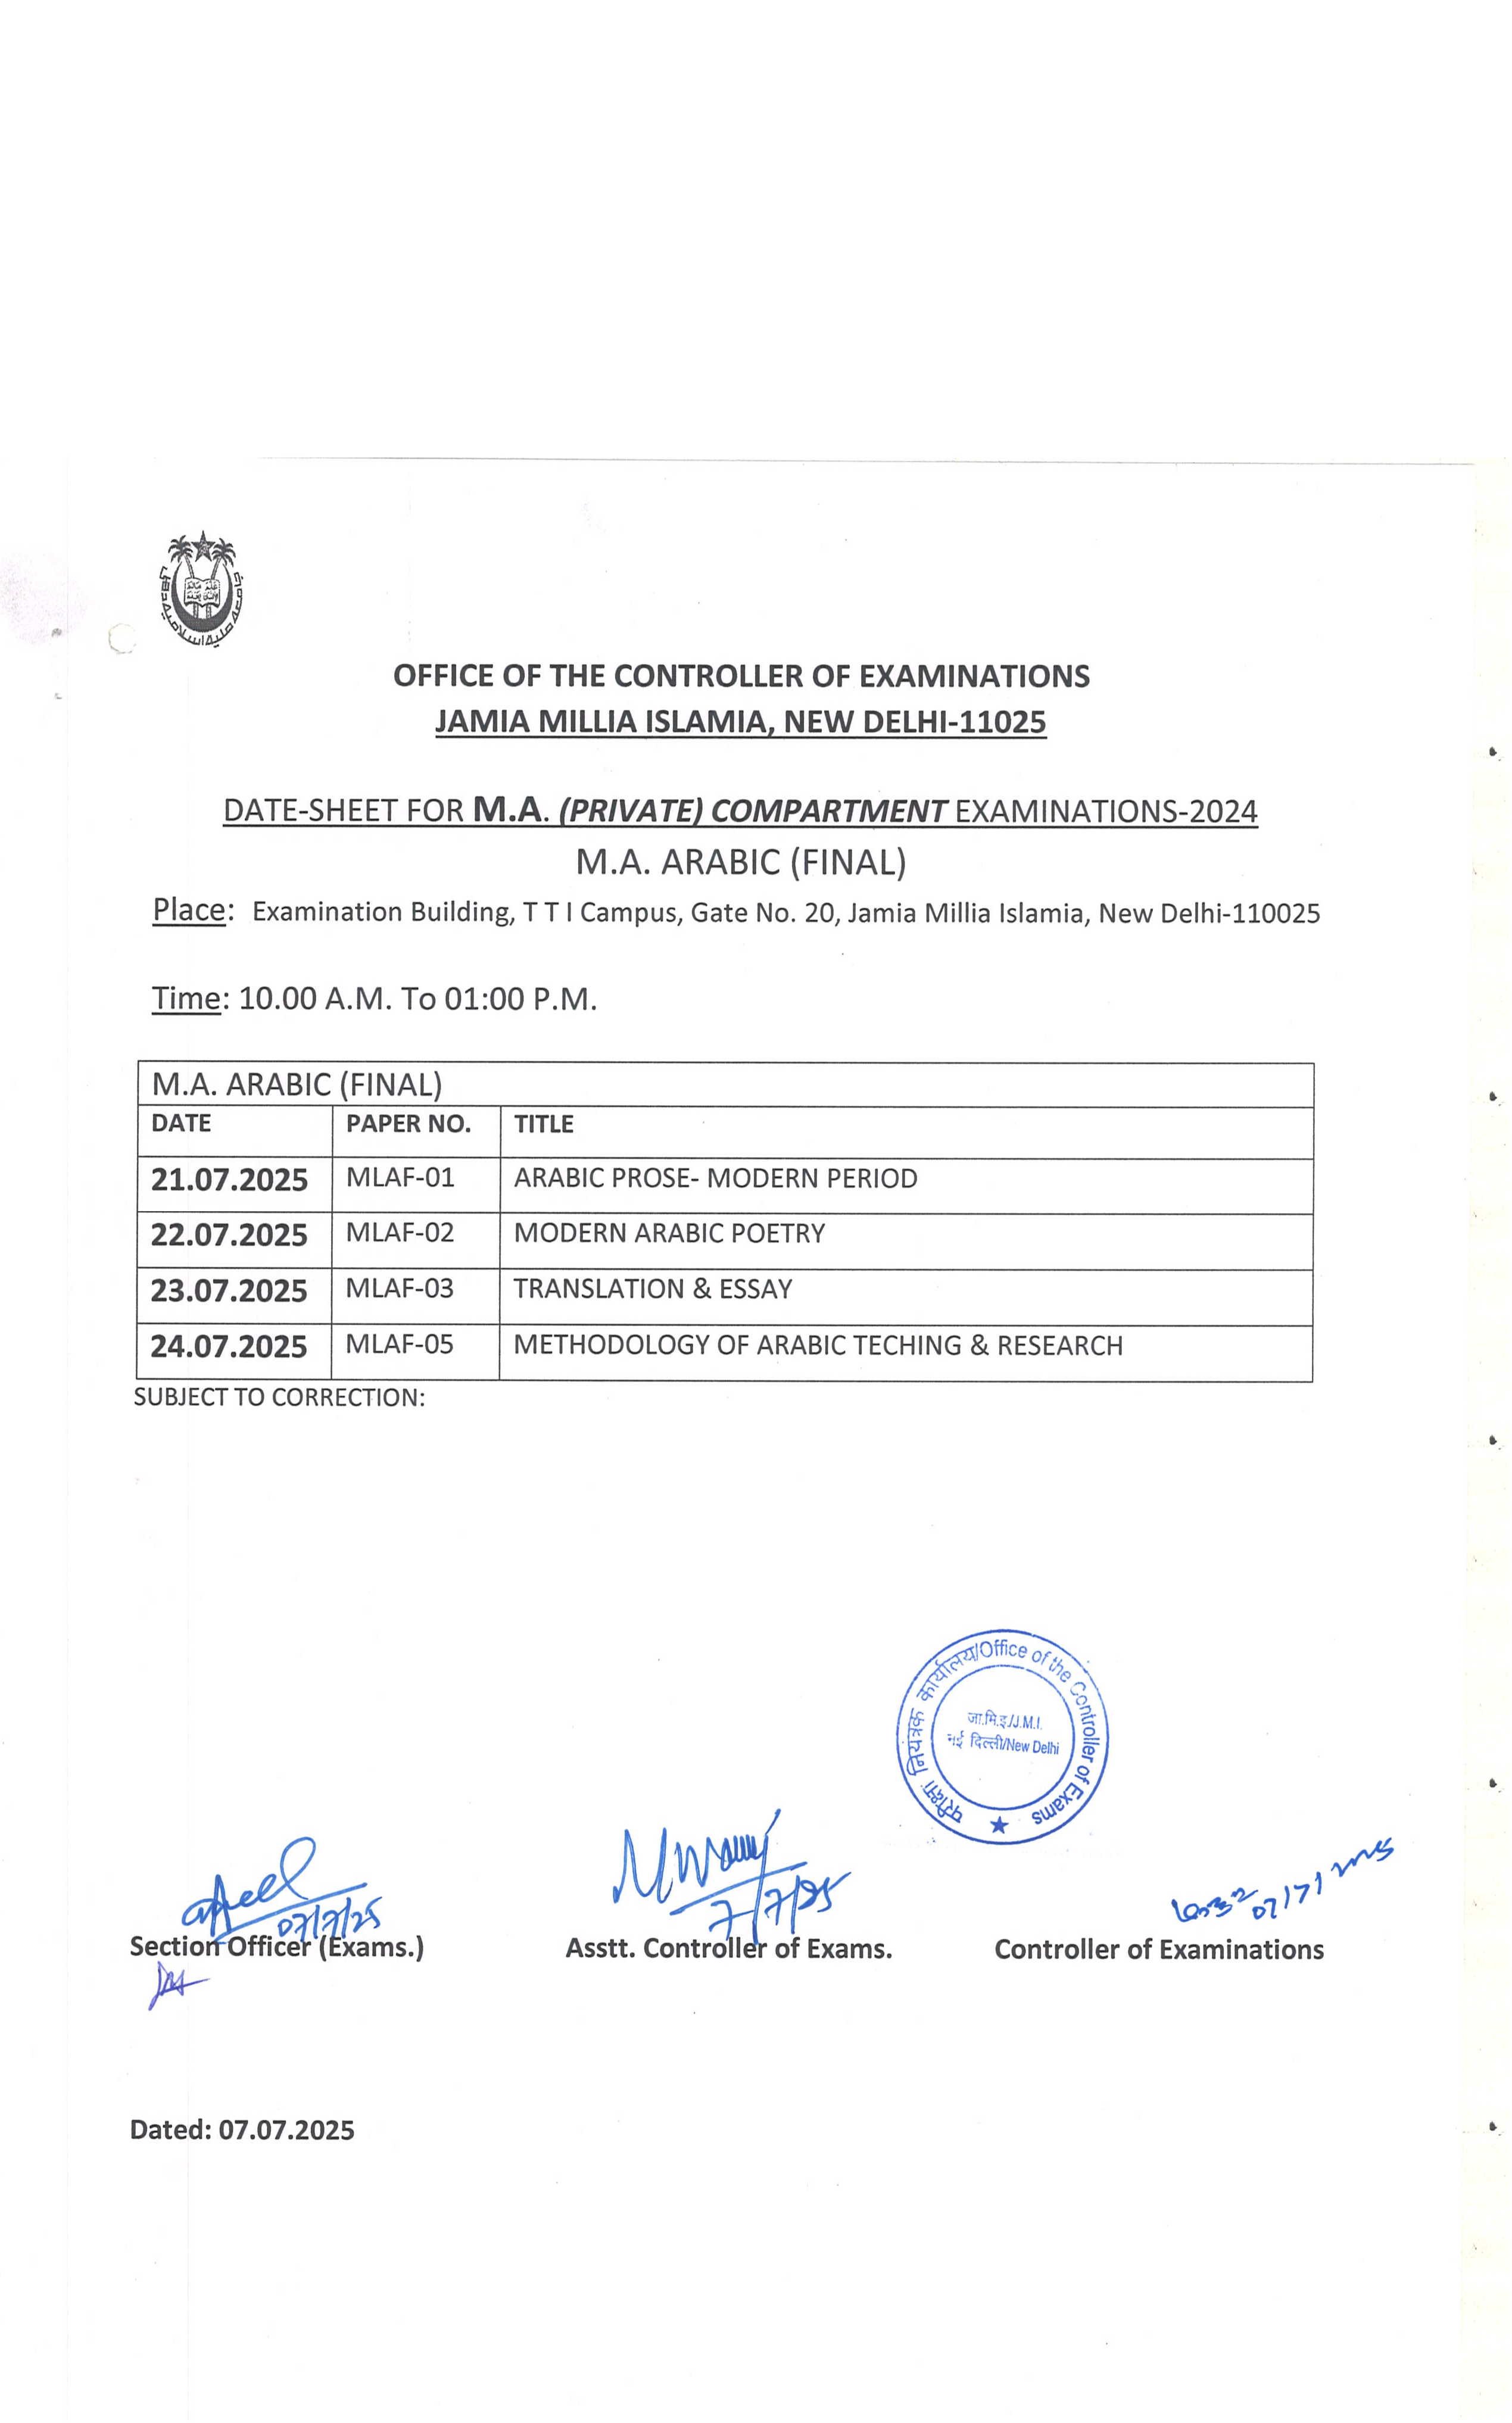 OFFICE OF THE CONTROLLER OF EXAMINATIONS
JAMIA MILLIA ISLAMIA, NEW DELHI-11025
DATE-SHEET FOR M.A. (PRIVATE) COMPARTMENT EXAMINATIONS-2024
M.A. ARABIC (FINAL)
Place: Examination Building, T T I Campus, Gate No. 20, Jamia Millia Islamia, New Delhi-110025
Time: 10.00 A.M. To 01:00 P.M.
M.A. ARABIC (FINAL)
DATE PAPER NO. TITLE
21.07.2025 MLAF-01 ARABIC PROSE- MODERN PERIOD
22.07.2025 MLAF-02 MODERN ARABIC POETRY
23.07.2025 MLAF-03 TRANSLATION & ESSAY
24.07.2025 MLAF-05 METHODOLOGY OF ARABIC TECHING & RESEARCH
SUBJECT TO CORRECTION:
परीक्षा नियंत्रक कार्यालय/Office of the Controller of Exams
जा.मि.इ./J.M.I.
नई दिल्ली/New Delhi
07/7/25
7/7/25
Section Officer (Exams.) Asstt. Controller of Exams. Controller of Examinations
Dated: 07.07.2025